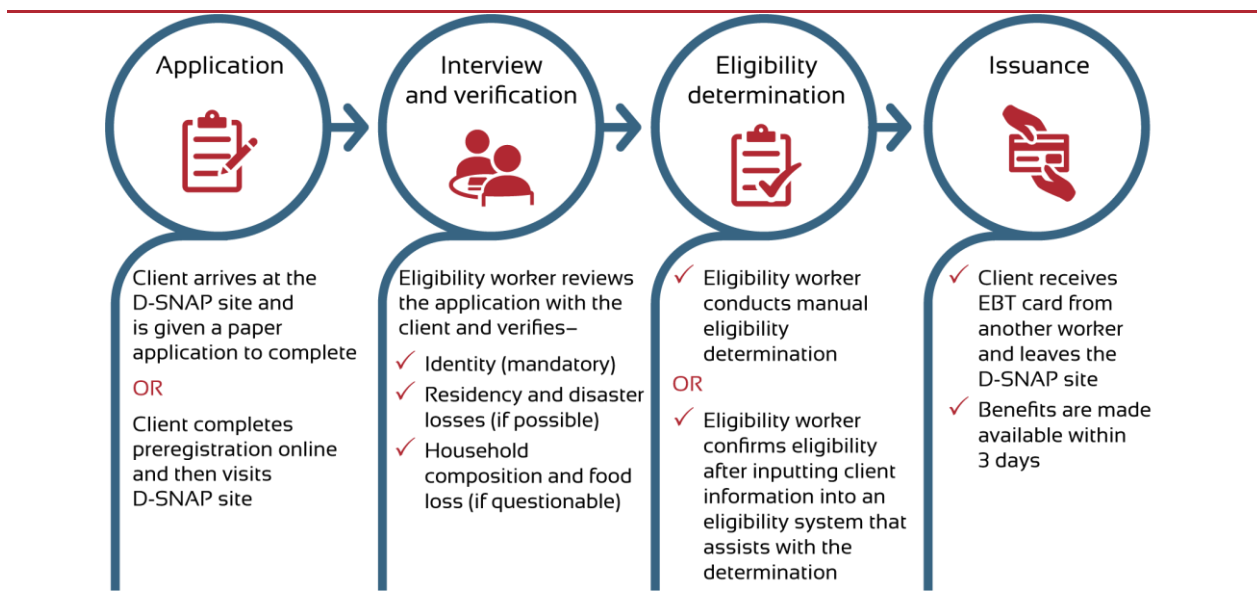 Application
Client arrives at the
D-SNAP site and
is given a paper
application to complete
OR
Client completes
preregistration online
and then visits
D-SNAP site
Interview
and verification
Eligibility worker reviews
the application with the
client and verifies–
✓ Identity (mandatory)
✓ Residency and disaster
losses (if possible)
✓ Household
composition and food
loss (if questionable)
Eligibility
determination
✓ Eligibility worker
conducts manual
eligibility
determination
OR
✓ Eligibility worker
confirms eligibility
after inputting client
information into an
eligibility system that
assists with the
determination
Issuance
✓ Client receives
EBT card from
another worker
and leaves the
D-SNAP site
✓ Benefits are made
available within
3 days